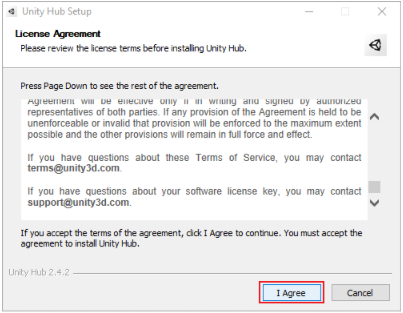 Unity Hub Setup
License Agreement
Please review the license terms before installing Unity Hub.
Press Page Down to see the rest of the agreement.
Agreement will be effective only if in writing and signed by authorized
representatives of both parties. If any provision of the Agreement is held to be
unenforceable or invalid that provision will be enforced to the maximum extent
possible and the other provisions will remain in full force and effect.
If you have questions about these Terms of Service, you may contact
terms@unity3d.com.
If you have questions about your software license key, you may contact
support@unity3d.com.
If you accept the terms of the agreement, click I Agree to continue. You must accept the
agreement to install Unity Hub.
Unity Hub 2.4.2
I Agree
Cancel